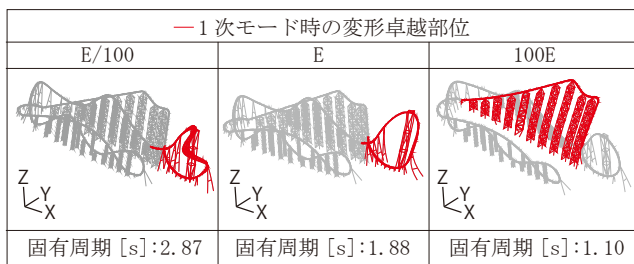 —1 次モード時の変形卓越部位
E/100 E 100E
Z Y X Z Y X Z Y X
固有周期 [s]:2.87 固有周期 [s]:1.88 固有周期 [s]:1.10